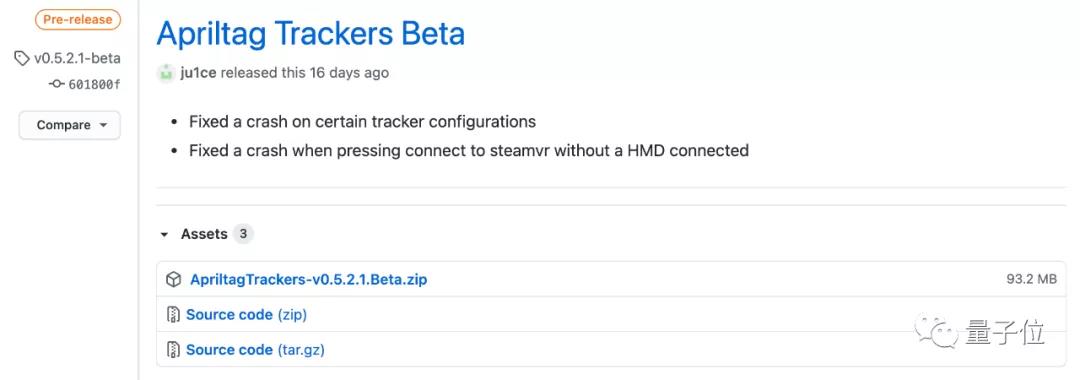 Pre-release
v0.5.2.1-beta
601800f
Compare
Apriltag Trackers Beta
ju1ce released this 16 days ago
• Fixed a crash on certain tracker configurations
• Fixed a crash when pressing connect to steamvr without a HMD connected
Assets 3
ApriltagTrackers-v0.5.2.1.Beta.zip 93.2 MB
Source code (zip)
Source code (tar.gz)
量子位